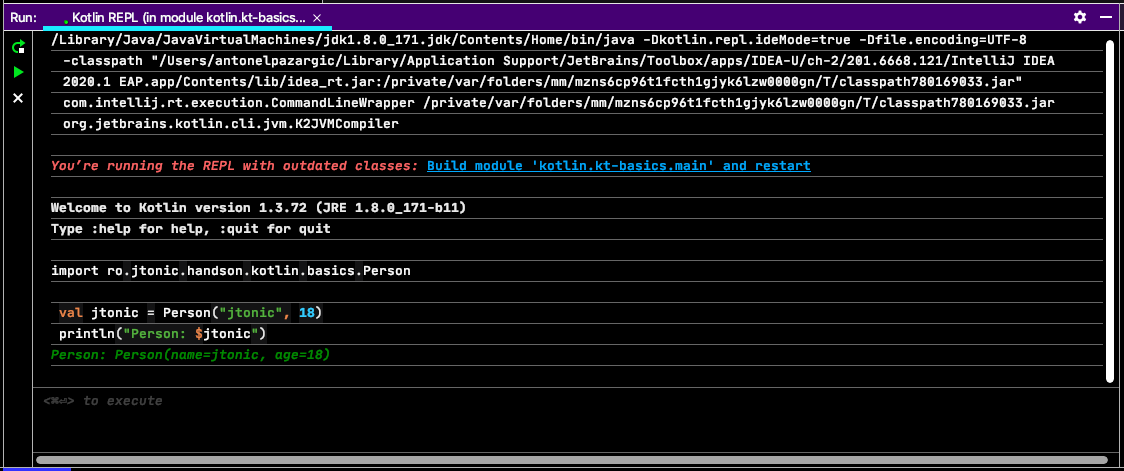 Run: Kotlin REPL (in module kotlin.kt-basics... ×
/Library/Java/JavaVirtualMachines/jdk1.8.0_171.jdk/Contents/Home/bin/java -Dkotlin.repl.ideMode=true -Dfile.encoding=UTF-8
-classpath "/Users/antonelpazargic/Library/Application Support/JetBrains/Toolbox/apps/IDEA-U/ch-2/201.6668.121/IntelliJ IDEA
2020.1 EAP.app/Contents/lib/idea_rt.jar:/private/var/folders/mm/mzns6cp96t1fcth1gjyk6lzw0000gn/T/classpath780169033.jar"
com.intellij.rt.execution.CommandLineWrapper /private/var/folders/mm/mzns6cp96t1fcth1gjyk6lzw0000gn/T/classpath780169033.jar
org.jetbrains.kotlin.cli.jvm.K2JVMCompiler
You’re running the REPL with outdated classes: Build module 'kotlin.kt-basics.main' and restart
Welcome to Kotlin version 1.3.72 (JRE 1.8.0_171-b11)
Type :help for help, :quit for quit
import ro.jtonic.handson.kotlin.basics.Person
val jtonic = Person("jtonic", 18)
println("Person: $jtonic")
Person: Person(name=jtonic, age=18)
<⌘⏎> to execute